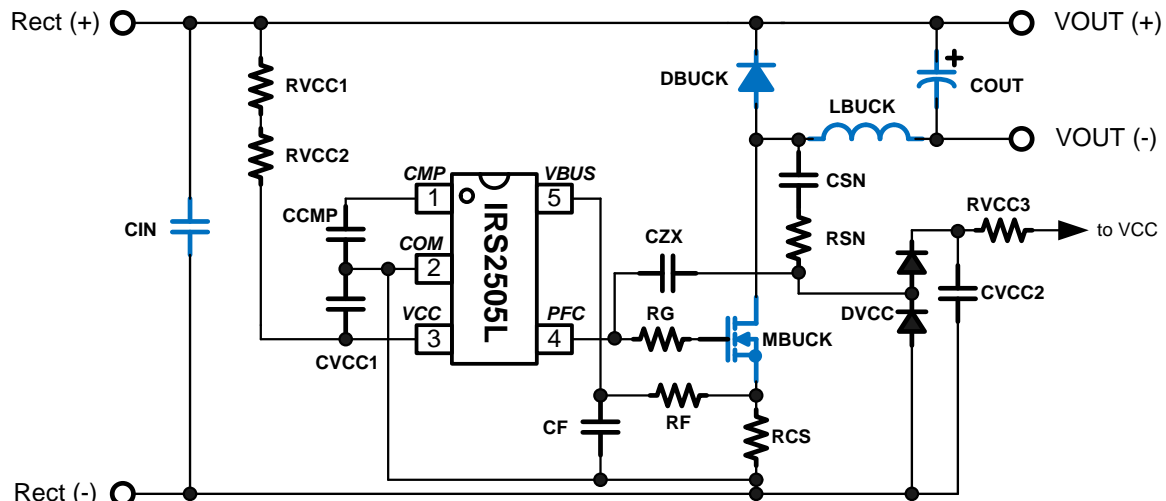 Rect (+)
VOUT (+)
RVCC1
DBUCK
+
COUT
LBUCK
VOUT (-)
RVCC2
CMP
VBUS
1
5
CSN
CCMP
RVCC3
CIN
IRS2505L
COM
2
CZX
RSN
to VCC
VCC
PFC
RG
DVCC
CVCC2
3
4
MBUCK
CVCC1
CF
RF
RCS
Rect (-)